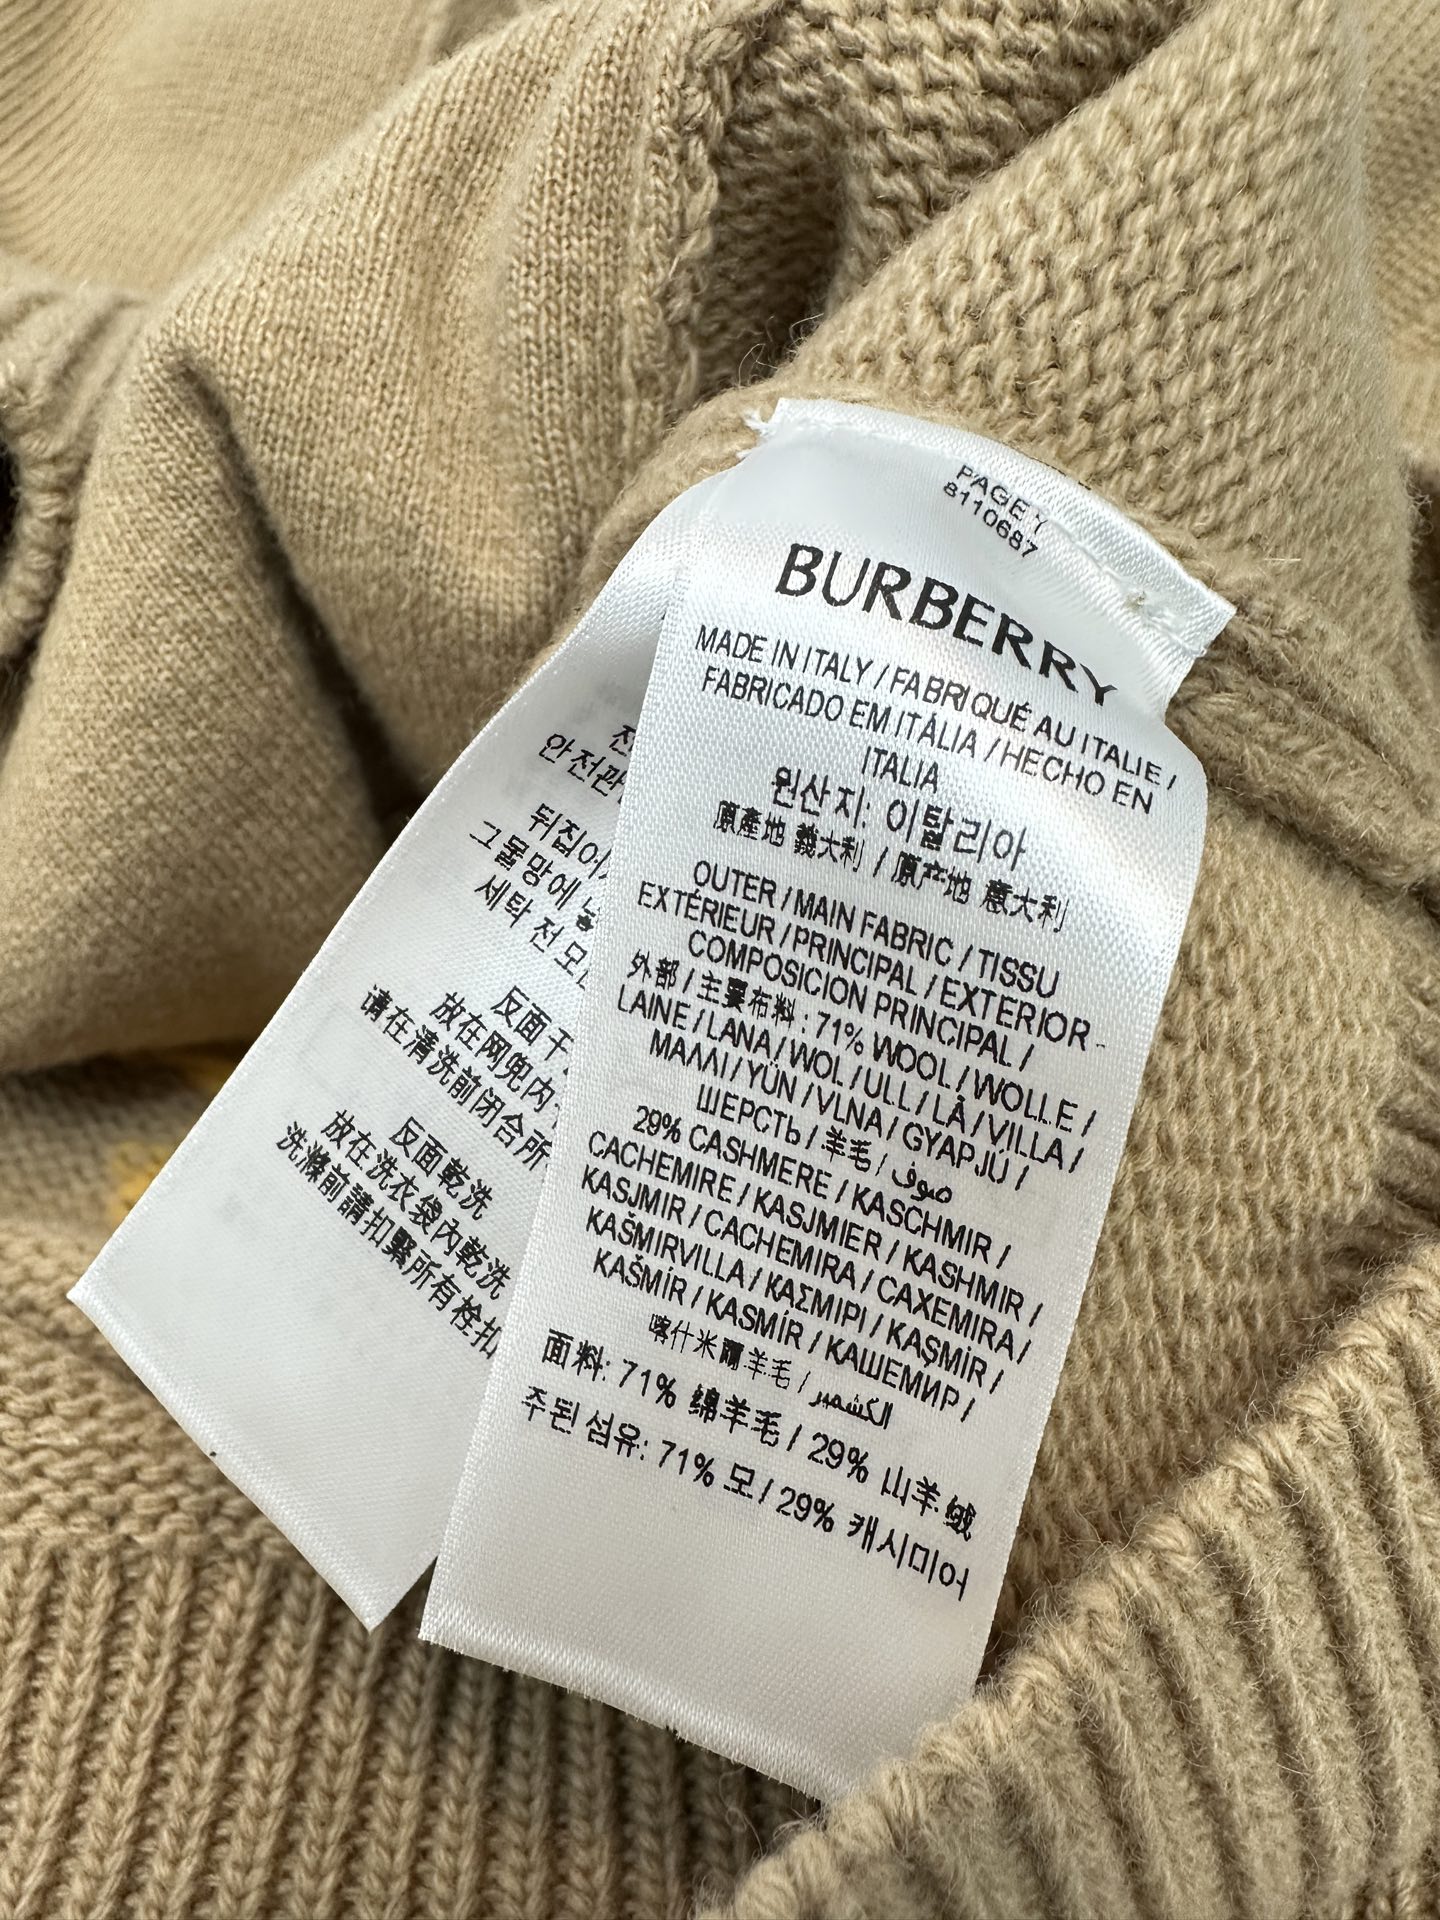 PAGE Y
8110687
BURBERRY
MADE IN ITALY / FABRIQUÉ AU ITALIE /
FABRICADO EM ITÁLIA / HECHO EN
ITALIA
원산지: 이탈리아
原產地 義大利 / 原产地 意大利
OUTER / MAIN FABRIC / TISSU
EXTÉRIEUR / PRINCIPAL / EXTERIOR -
COMPOSICION PRINCIPAL /
外部 / 主要布料 : 71% WOOL / WOLLE /
LAINE / LANA / WOL / ULL / LÃ / VILLA /
ΜΑΛΛΙ / YÜN / VLNA / GYAPJÚ /
ШЕРСТЬ / 羊毛 / صوف
29% CASHMERE / KASCHMIR /
CACHEMIRE / KASJMIER / KASHMIR /
KASJMIR / CACHEMIRA / CAXEMIRA /
KAŠMIRVILLA / ΚΑΣΜΙΡΙ / KAŞMİR /
KAŠMÍR / KASMÍR / КАШЕМИР /
喀什米爾羊毛 / الكشمير
面料: 71% 绵羊毛 / 29% 山羊绒
주된 섬유: 71% 모 / 29% 캐시미어
안전핀
뒤집어
그물망에
세탁 전 모
反面干
放在网兜内
请在清洗前闭合所
反面乾洗
放在洗衣袋內乾洗
洗滌前請扣緊所有栓扣